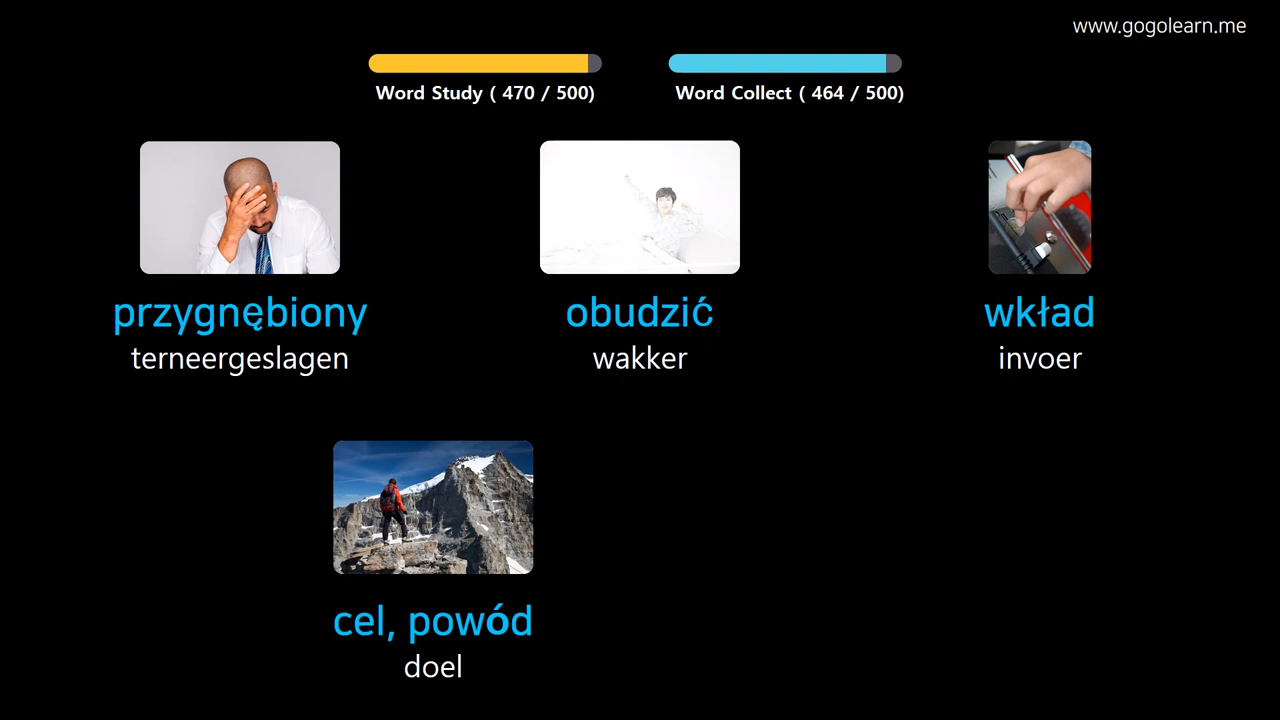 www.gogolearn.me
Word Study ( 470 / 500)
Word Collect ( 464 / 500)
przygnębiony
terneergeslagen
obudzić
wakker
wkład
invoer
cel, powód
doel